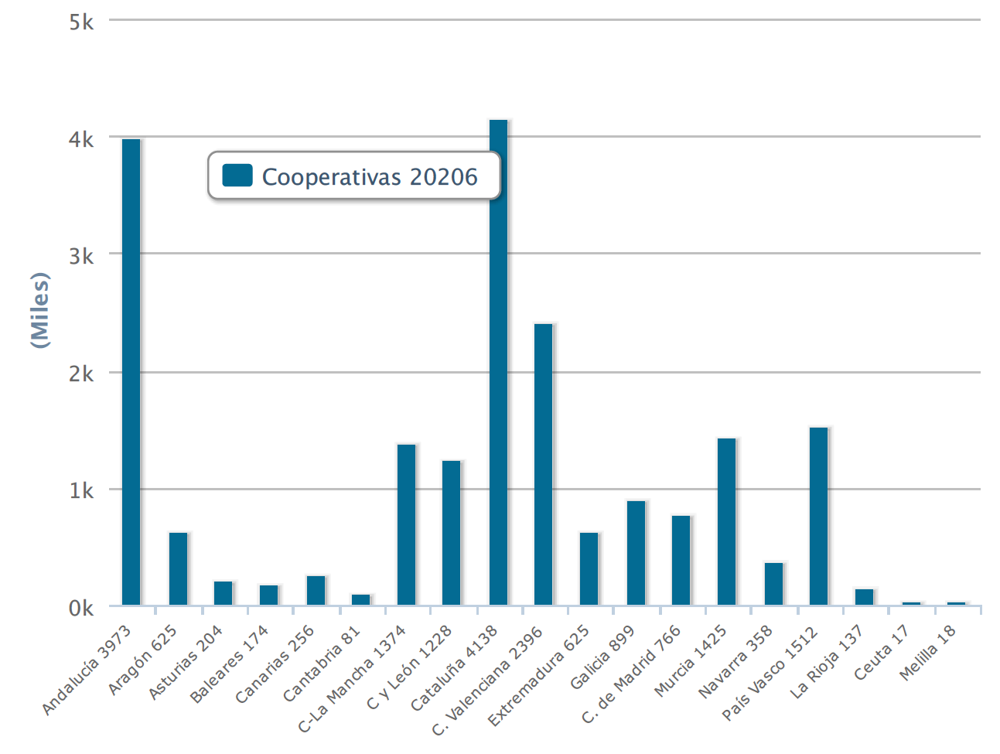 5k
4k
Cooperativas 20206
3k
(Miles)
2k
1k
0k
Andalucía 3973
Aragón 625
Asturias 204
Baleares 174
Canarias 256
Cantabria 81
C-La Mancha 1374
C y León 1228
Cataluña 4138
C. Valenciana 2396
Extremadura 625
Galicia 899
C. de Madrid 766
Murcia 1425
Navarra 358
País Vasco 1512
La Rioja 137
Ceuta 17
Melilla 18